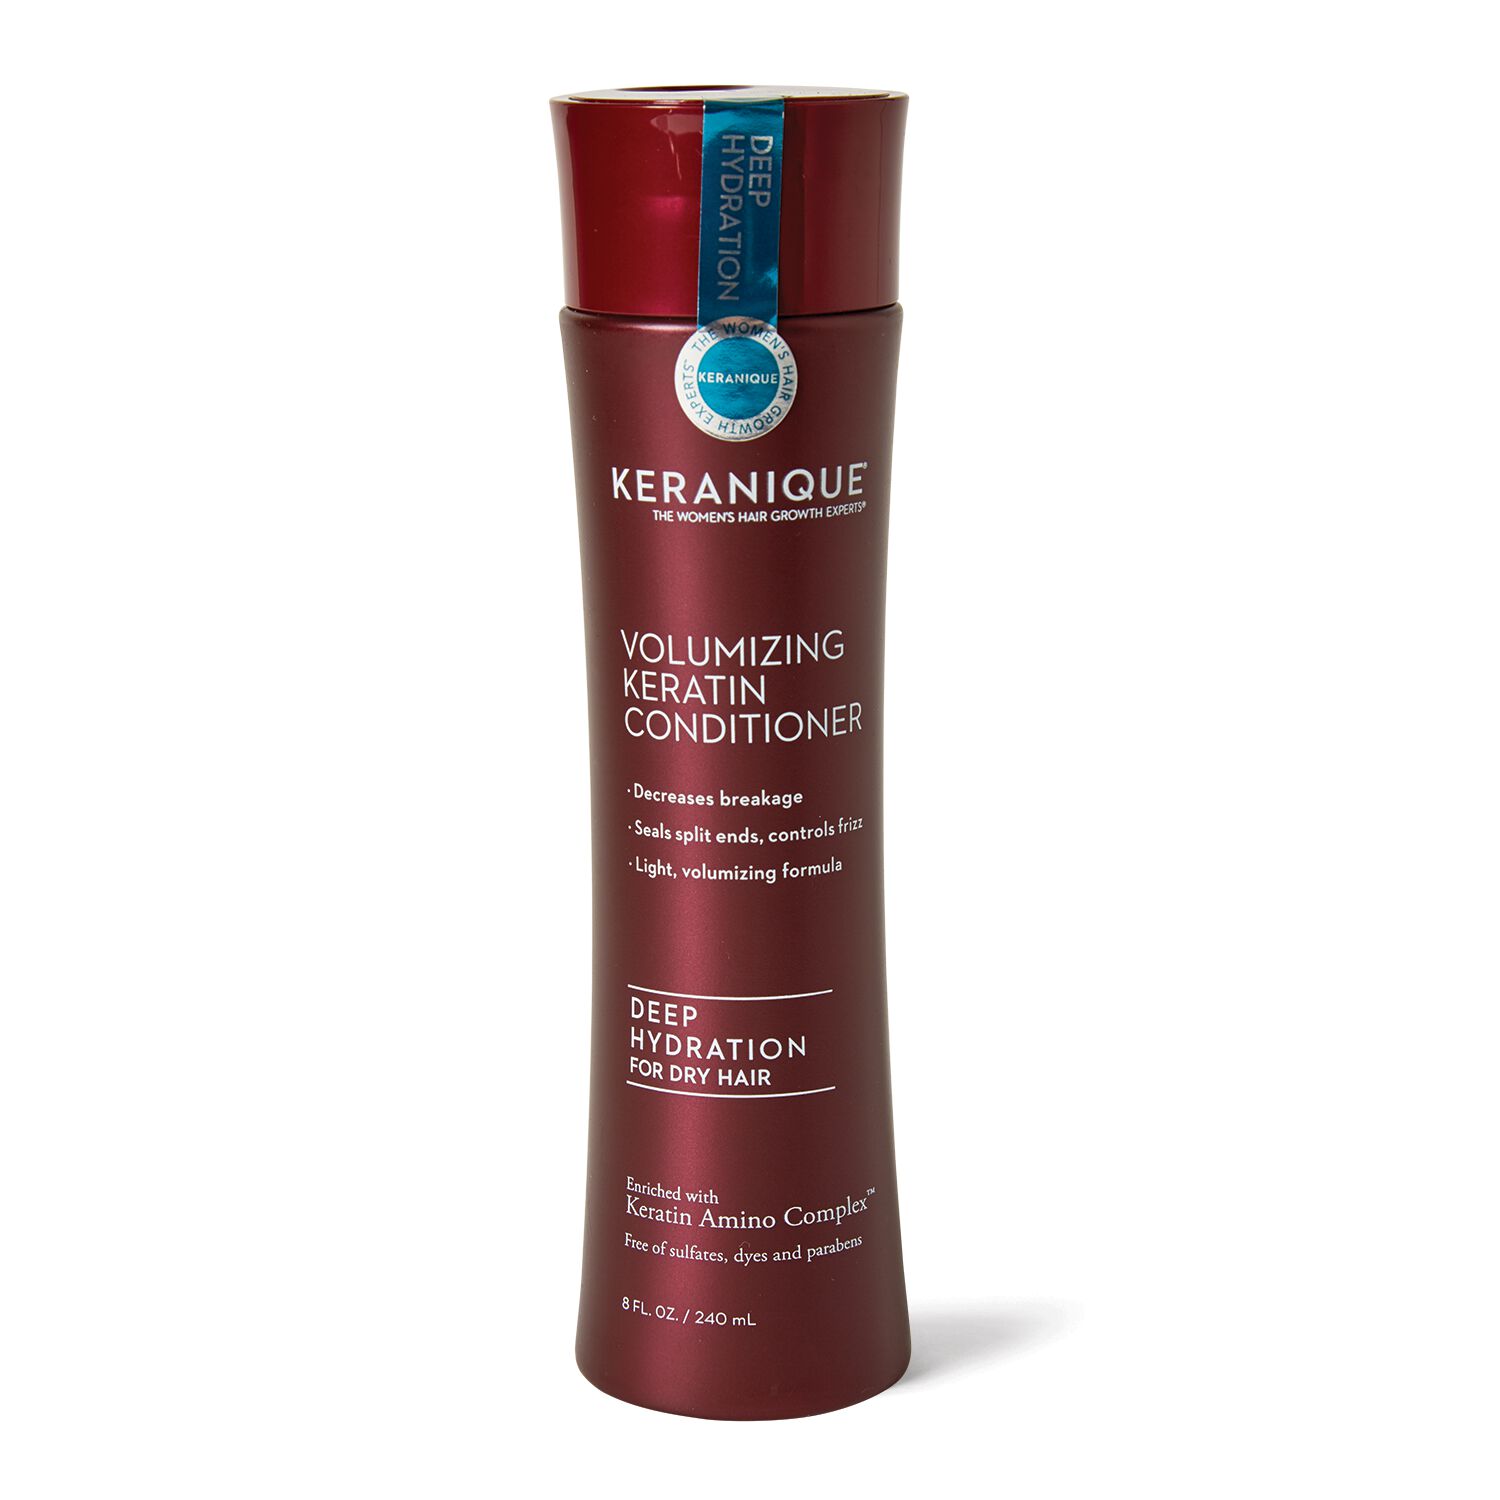 DEEP
HYDRATION
THE WOMEN'S HAIR GROWTH EXPERTS™
KERANIQUE
KERANIQUE®
THE WOMEN'S HAIR GROWTH EXPERTS®
VOLUMIZING
KERATIN
CONDITIONER
· Decreases breakage
· Seals split ends, controls frizz
· Light, volumizing formula
DEEP
HYDRATION
FOR DRY HAIR
Enriched with
Keratin Amino Complex™
Free of sulfates, dyes and parabens
8 FL. OZ. / 240 mL